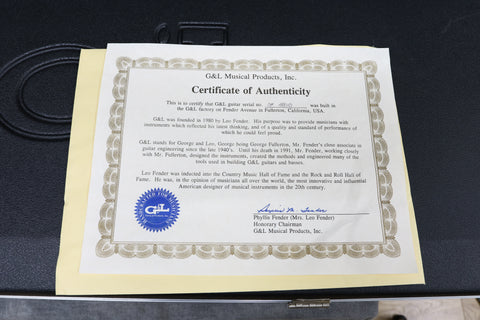 G&L Musical Products, Inc.
Certificate of Authenticity
This is to certify that G&L guitar serial no. was built in
the G&L factory on Fender Avenue in Fullerton, California, USA.
G&L was founded in 1980 by Leo Fender. His purpose was to provide musicians with
instruments which reflected his latest thinking, and of a quality and standard of performance of
which he could feel proud.
G&L stands for George and Leo, George being George Fullerton, Mr. Fender's close associate in
guitar engineering since the late 1940's. Until his death in 1991, Mr. Fender, working closely
with Mr. Fullerton, designed the instruments, created the methods and engineered many of the
tools used in building G&L guitars and basses.
Leo Fender was inducted into the Country Music Hall of Fame and the Rock and Roll Hall of
Fame. He was, in the opinion of musicians all over the world, the most innovative and influential
American designer of musical instruments in the 20th century.
G&L
Phyllis Fender (Mrs. Leo Fender)
Honorary Chairman
G&L Musical Products, Inc.